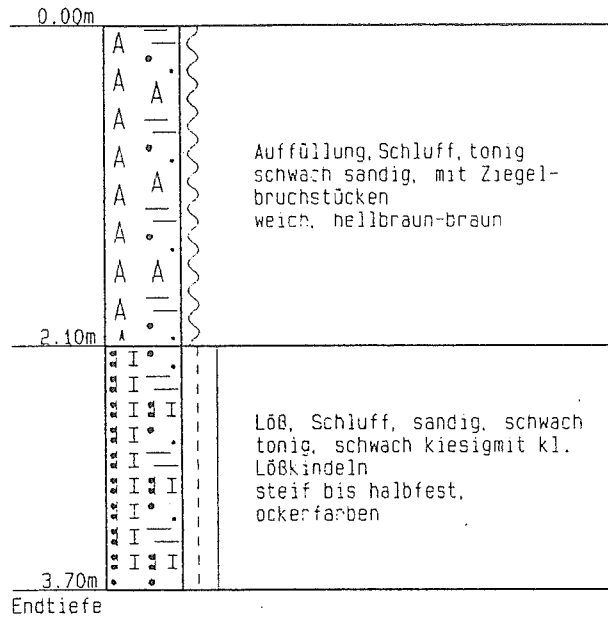 0.00m
Auffüllung, Schluff, tonig
schwach sandig, mit Ziegel-
bruchstücken
weich, hellbraun-braun
2.10m
Löß, Schluff, sandig, schwach
tonig, schwach kiesigmit kl.
Lößkindeln
steif bis halbfest,
ockerfarben
3.70m
Endtiefe